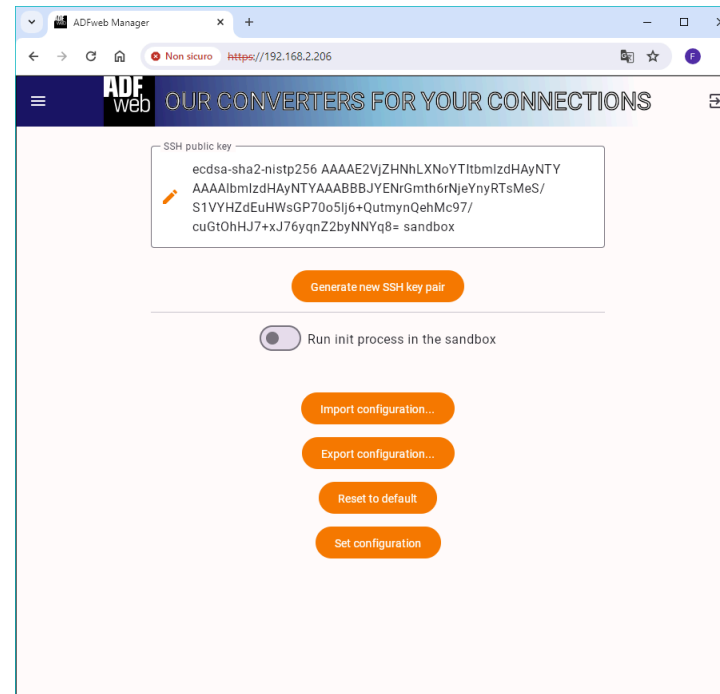 ADFweb Manager
Non sicuro https://192.168.2.206
F
ADF
web OUR CONVERTERS FOR YOUR CONNECTIONS
SSH public key
ecdsa-sha2-nistp256 AAAAE2VjZHNhLXNoYTItbmlzdHAyNTY
AAAAIbmlzdHAyNTYAAABBBJYENrGmth6rNjeYnyRTsMeS/
S1VYHZdEuHWsGP70o5Ij6+QutmynQehMc97/
cuGtOhHJ7+xJ76yqnZ2byNNYq8= sandbox
Generate new SSH key pair
Run init process in the sandbox
Import configuration...
Export configuration...
Reset to default
Set configuration